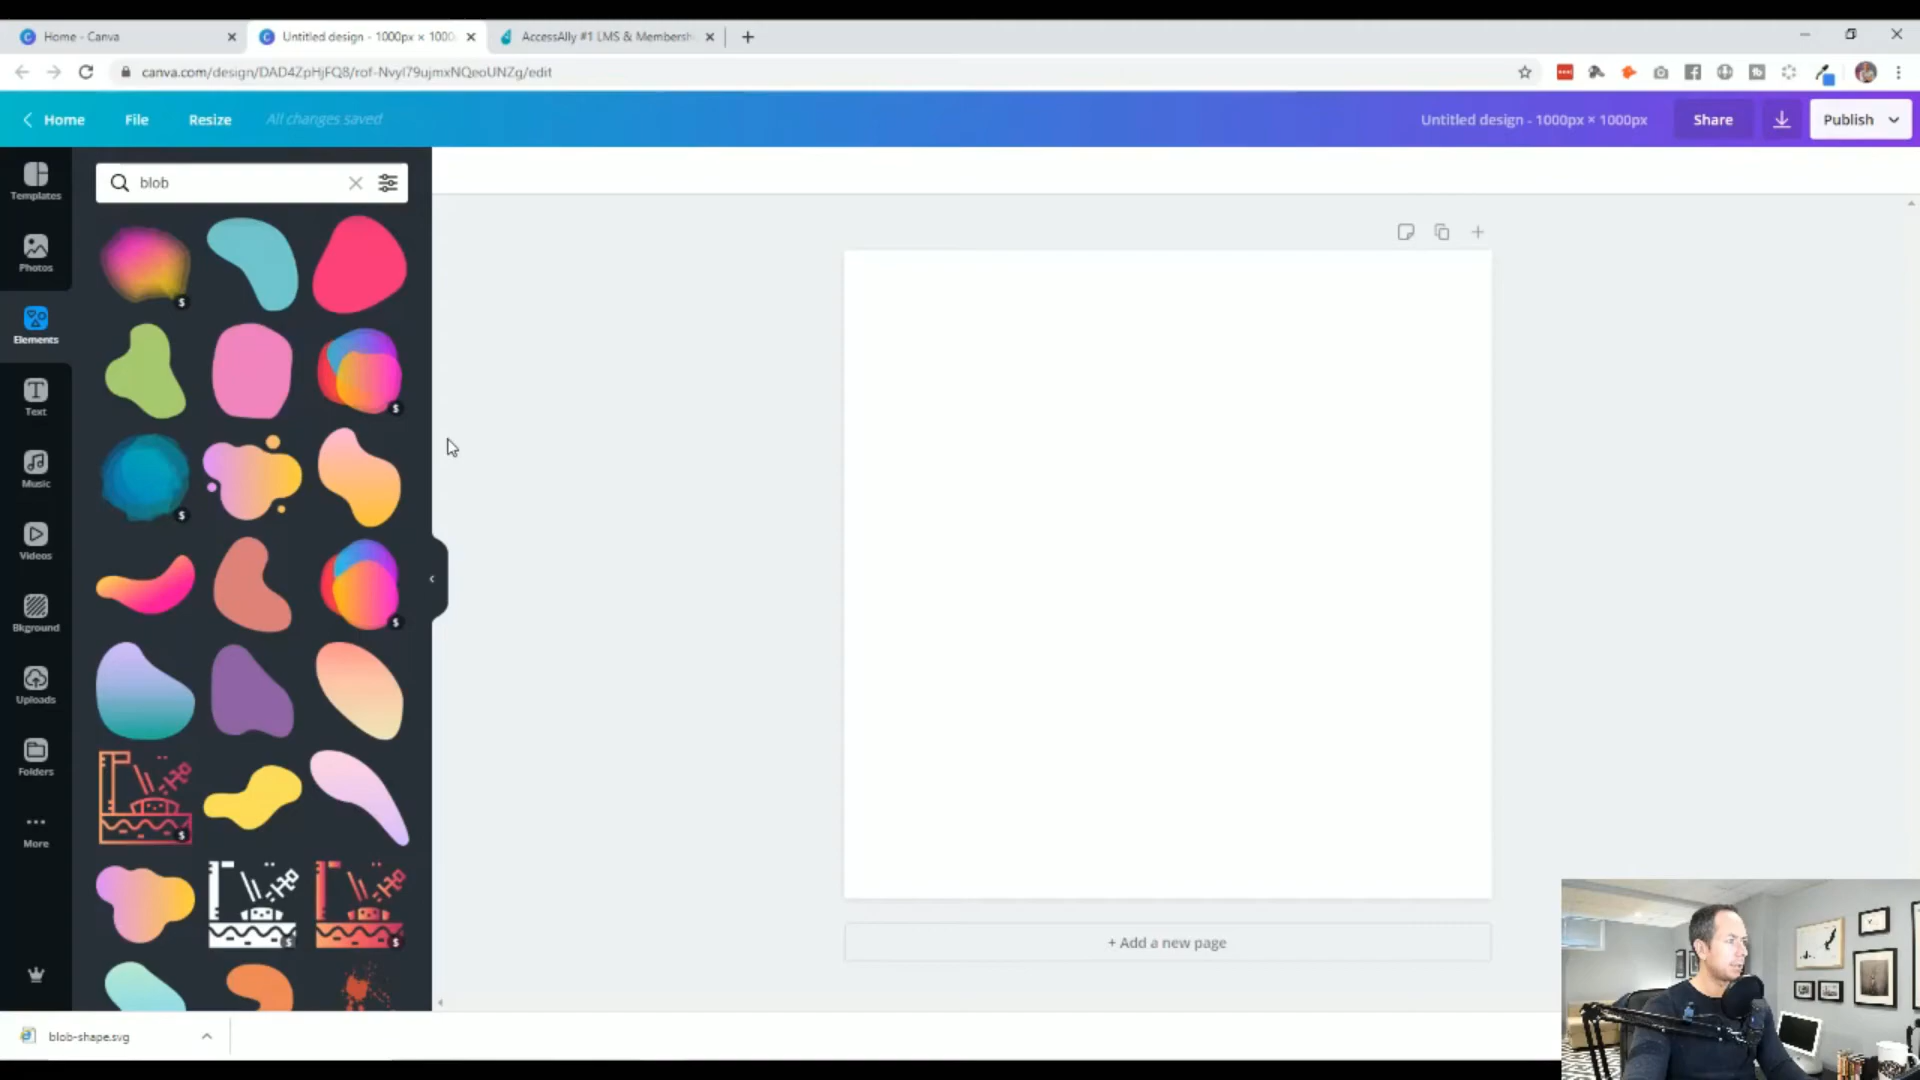 Home - Canva
Untitled design - 1000px × 1000
AccessAlly #1 LMS & Membersh
canva.com/design/DAD4ZpHjFQ8/rof-Nvyl79ujmxNQeoUNZg/edit
Home
File
Resize
All changes saved
Untitled design - 1000px × 1000px
Share
Publish
blob
Templates
Photos
Elements
Text
Music
Videos
Bkground
Uploads
Folders
More
$
$
$
$
$
$
$
+ Add a new page
blob-shape.svg